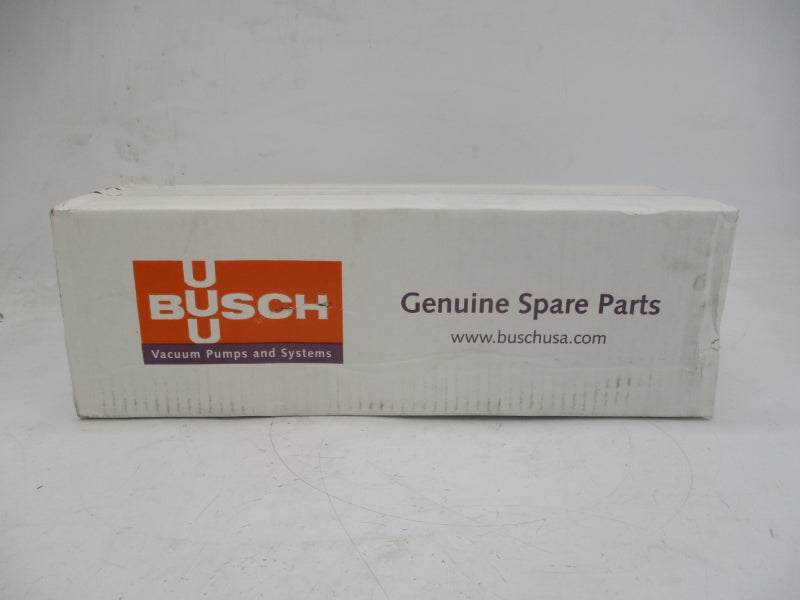 U
BUSCH
U
Vacuum Pumps and Systems
Genuine Spare Parts
www.buschusa.com